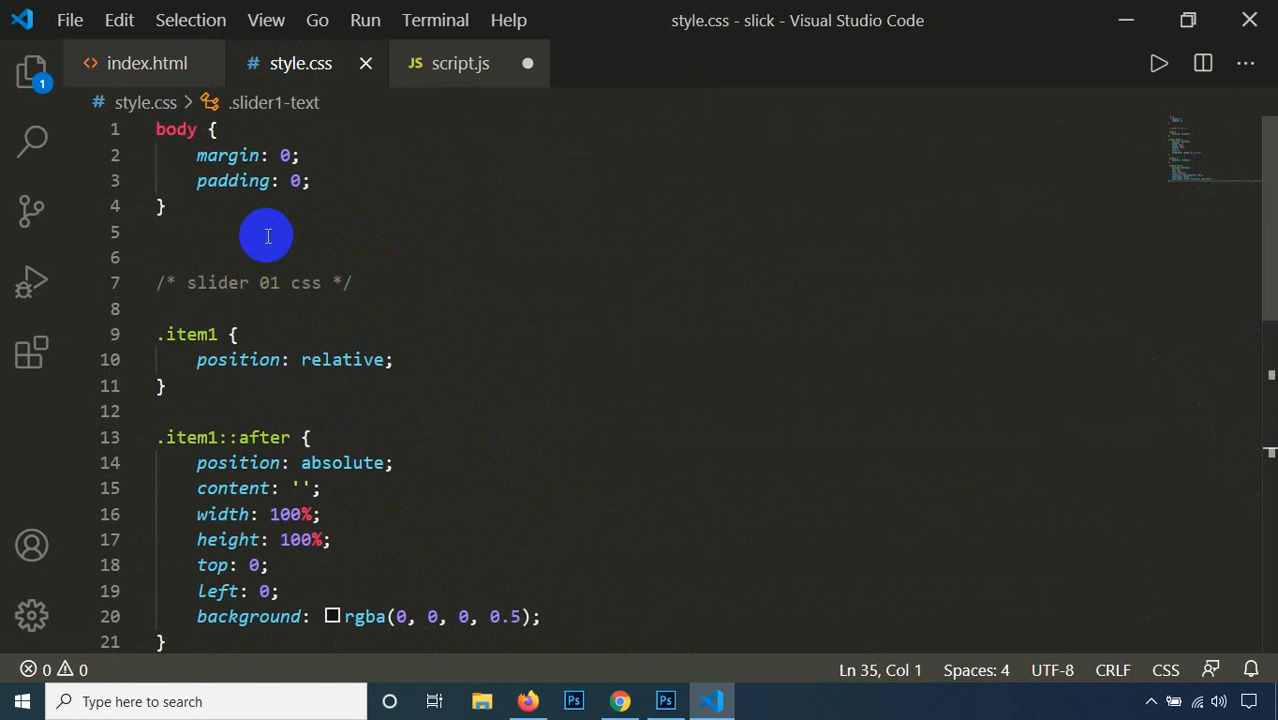 File Edit Selection View Go Run Terminal Help style.css - slick - Visual Studio Code
index.html # style.css JS script.js
1
# style.css > .slider1-text
1 body {
2 margin: 0;
3 padding: 0;
4 }
5
6
7 /* slider 01 css */
8
9 .item1 {
10 position: relative;
11 }
12
13 .item1::after {
14 position: absolute;
15 content: '';
16 width: 100%;
17 height: 100%;
18 top: 0;
19 left: 0;
20 background: rgba(0, 0, 0, 0.5);
21 }
0 0 Ln 35, Col 1 Spaces: 4 UTF-8 CRLF CSS
Type here to search Ps Ps